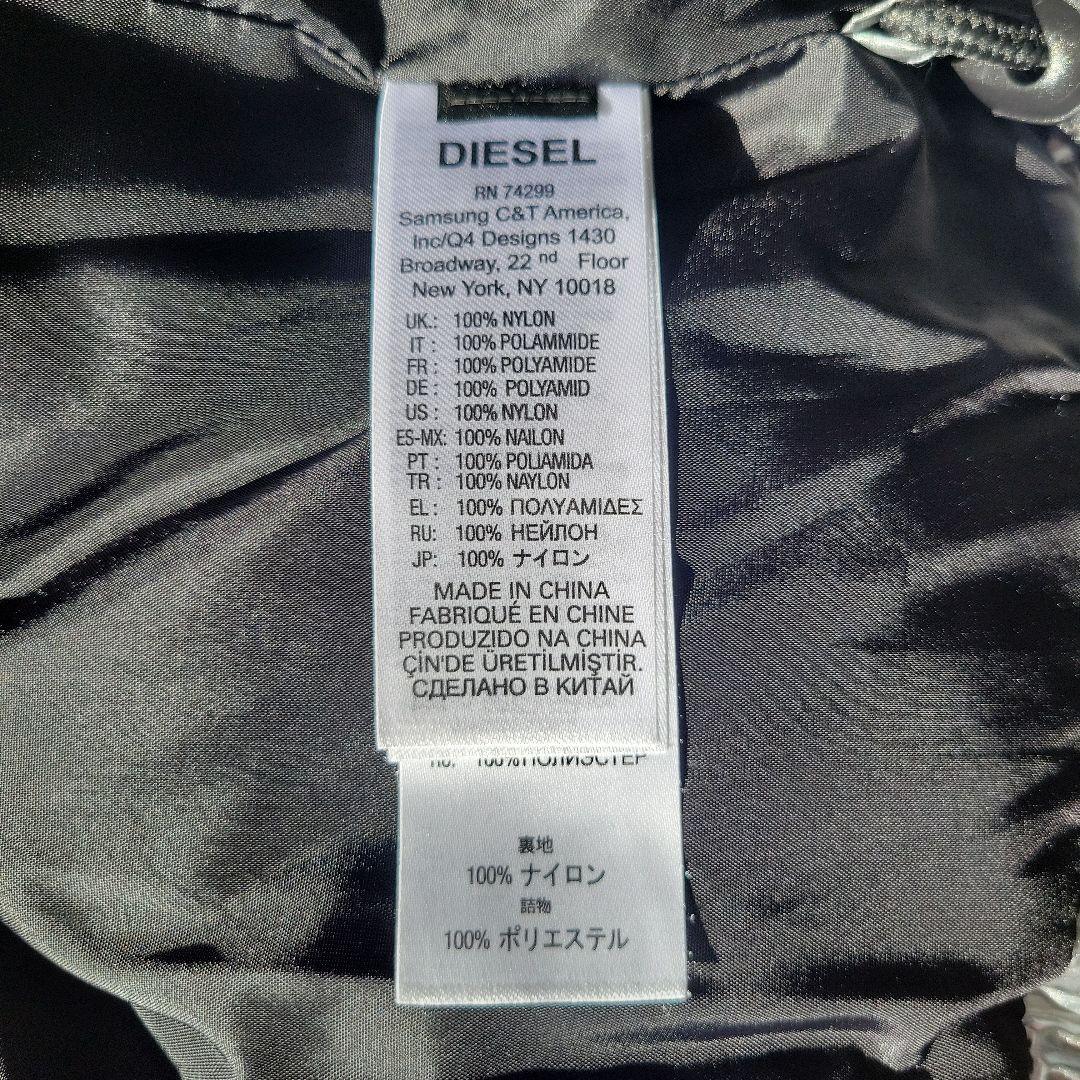 DIESEL
RN 74299
Samsung C&T America,
Inc/Q4 Designs 1430
Broadway, 22 nd Floor
New York, NY 10018
UK.: 100% NYLON
IT : 100% POLAMMIDE
FR : 100% POLYAMIDE
DE : 100% POLYAMID
US : 100% NYLON
ES-MX: 100% NAILON
PT : 100% POLIAMIDA
TR : 100% NAYLON
EL : 100% ΠΟΛΥΑΜΙΔΕΣ
RU: 100% НЕЙЛОН
JP: 100% ナイロン
MADE IN CHINA
FABRIQUÉ EN CHINE
PRODUZIDO NA CHINA
ÇİN'DE ÜRETİLMİŞTİR.
СДЕЛАНО В КИТАЙ
RU: 100% ПОЛИЭСТЕР
裏地
100% ナイロン
詰物
100% ポリエステル